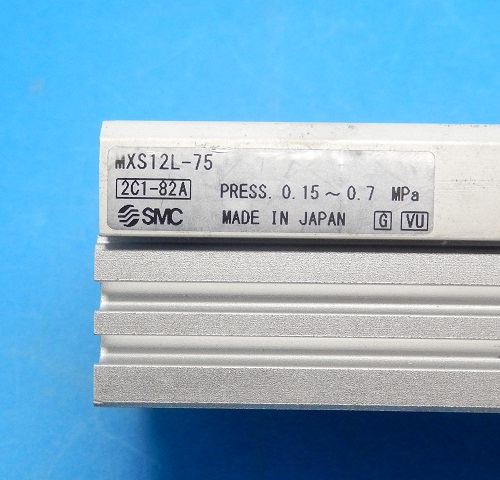 MXS12L-75
2C1-82A PRESS. 0.15～0.7 MPa
SMC MADE IN JAPAN G VU